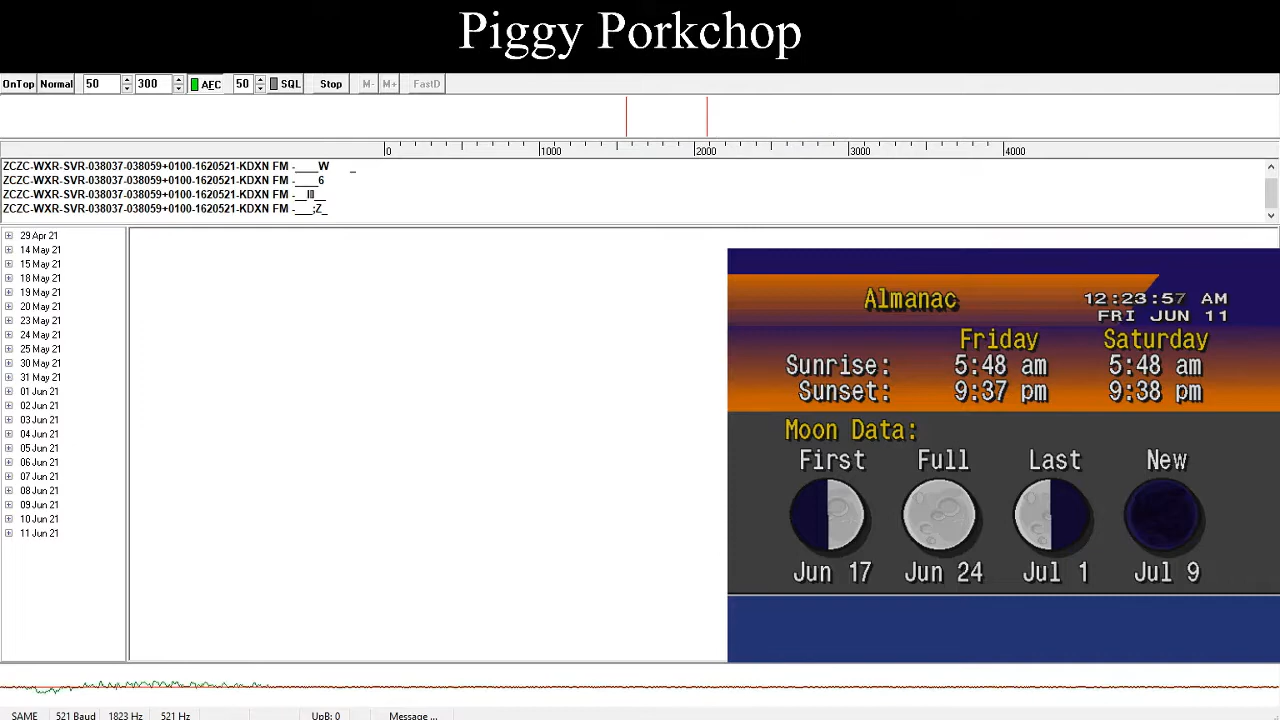 Piggy Porkchop
OnTop Normal 50 300 AFC 50 SQL Stop M- M+ FastD
0 1000 2000 3000 4000
ZCZC-WXR-SVR-038037-038059+0100-1620521-KDXN FM -____W _
ZCZC-WXR-SVR-038037-038059+0100-1620521-KDXN FM -____6
ZCZC-WXR-SVR-038037-038059+0100-1620521-KDXN FM -
ZCZC-WXR-SVR-038037-038059+0100-1620521-KDXN FM -___;Z_
29 Apr 21
14 May 21
15 May 21
18 May 21
19 May 21
20 May 21
23 May 21
24 May 21
25 May 21
30 May 21
31 May 21
01 Jun 21
02 Jun 21
03 Jun 21
04 Jun 21
05 Jun 21
06 Jun 21
07 Jun 21
08 Jun 21
09 Jun 21
10 Jun 21
11 Jun 21
Almanac 12:23:57 AM
FRI JUN 11
Friday Saturday
Sunrise: 5:48 am 5:48 am
Sunset: 9:37 pm 9:38 pm
Moon Data:
First Full Last New
Jun 17 Jun 24 Jul 1 Jul 9
SAME 521 Baud 1823 Hz 521 Hz UpB: 0 Message ...